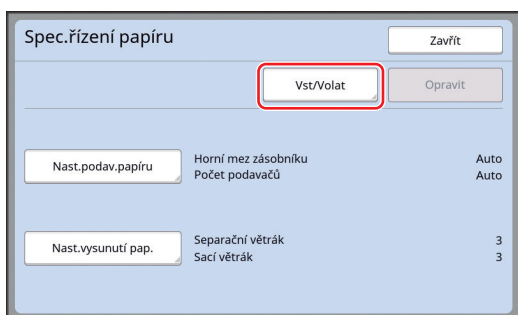 Spec.řízení papíru
Zavřít
Vst/Volat
Opravit
Nast.podav.papíru
Horní mez zásobníku Auto
Počet podavačů Auto
Nast.vysunutí pap.
Separační větrák 3
Sací větrák 3